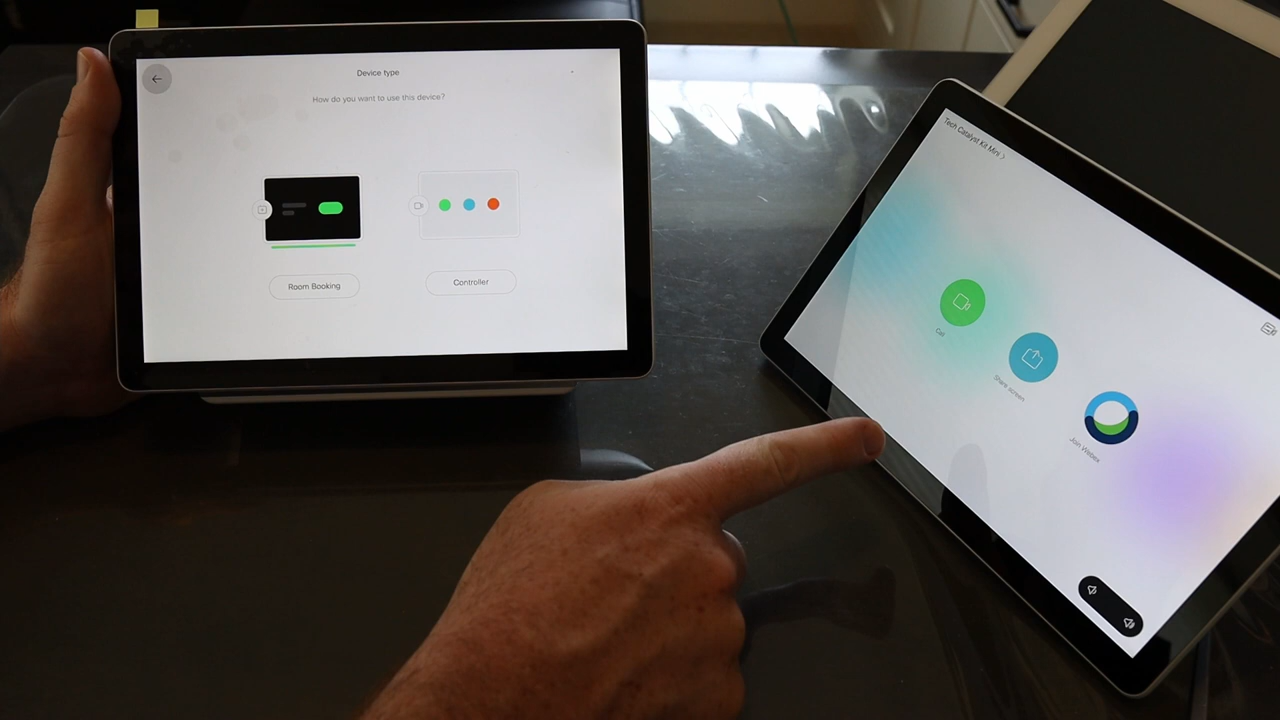 Device type
How do you want to use this device?
Room Booking
Controller
Tech Catalyst Kit Mini
Call
Share screen
Join Webex